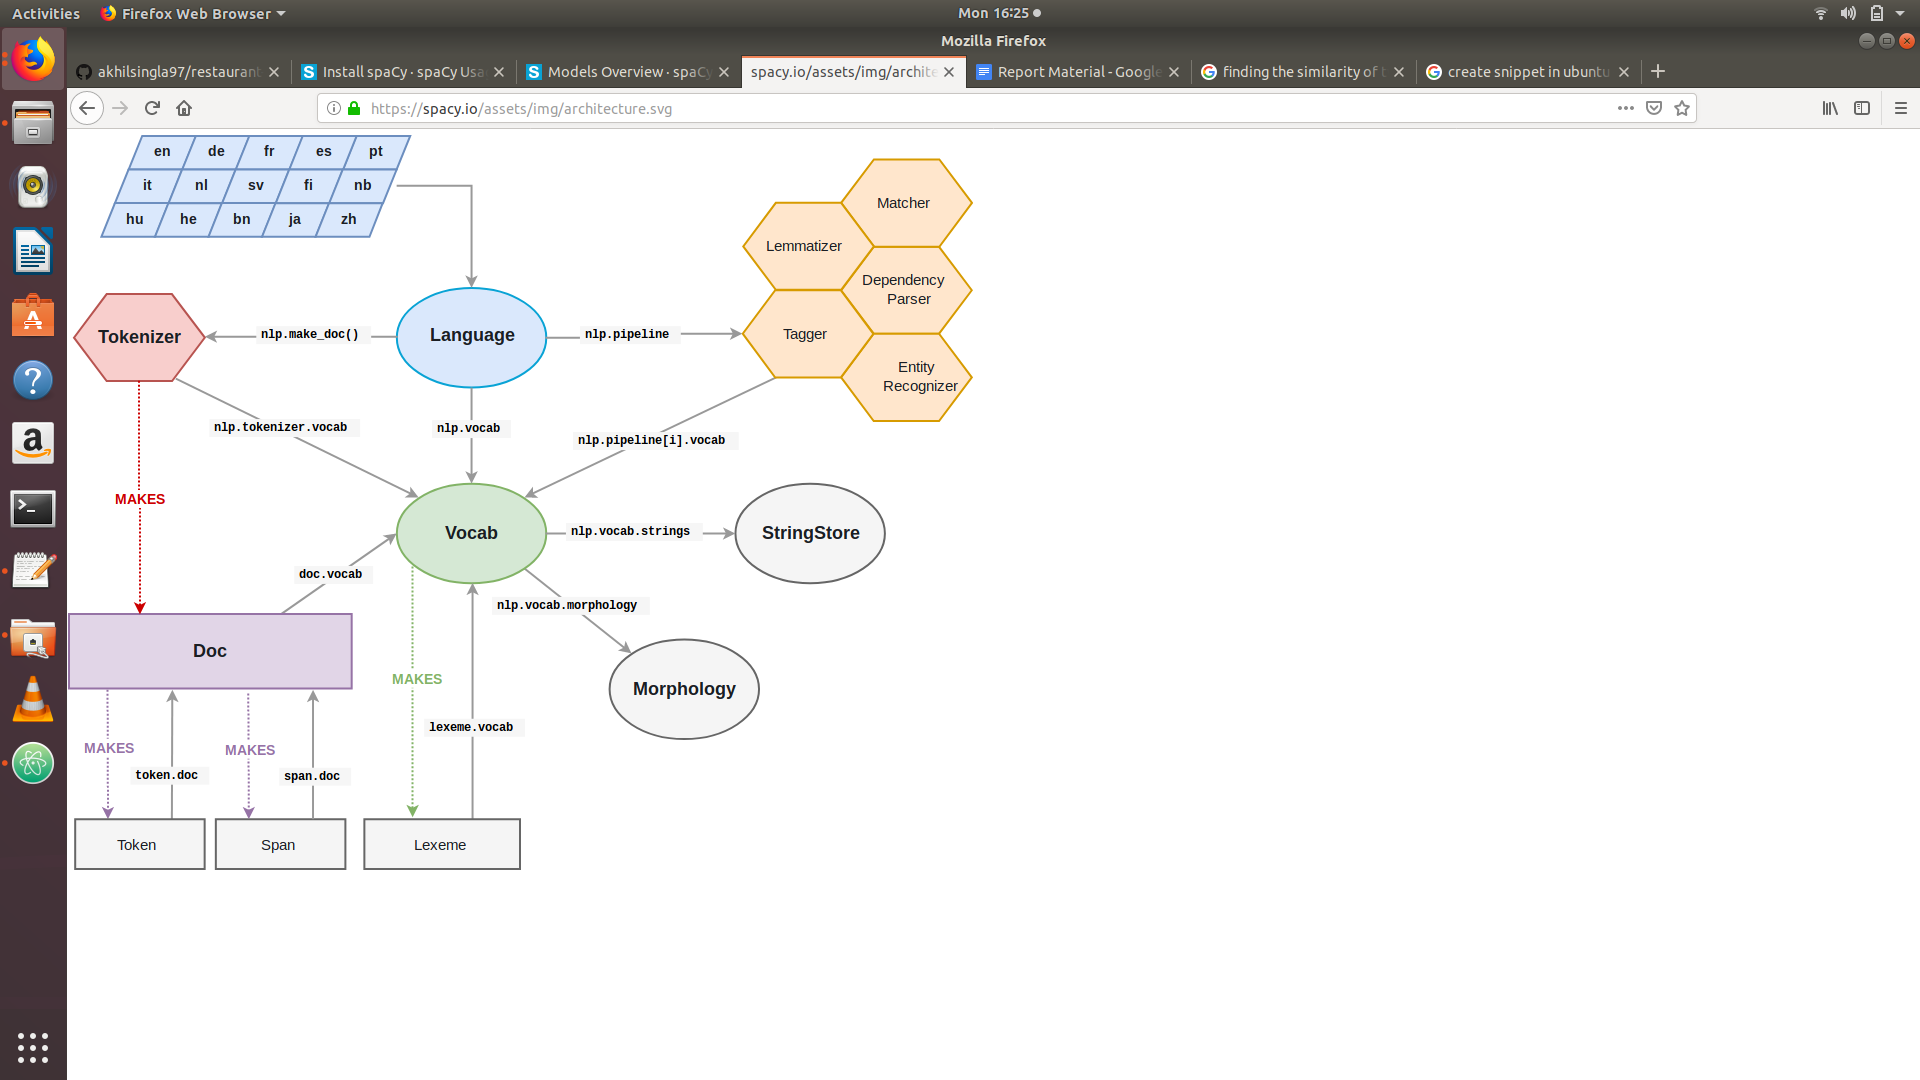 Activities
Firefox Web Browser
Mon 16:25
Mozilla Firefox
akhilsingla97/restaurant
Install spaCy · spaCy Usa
Models Overview · spaCy
spacy.io/assets/img/archite
Report Material - Google
finding the similarity of t
create snippet in ubuntu
https://spacy.io/assets/img/architecture.svg
en de fr es pt
it nl sv fi nb
hu he bn ja zh
Matcher
Lemmatizer
Dependency
Parser
Tokenizer
nlp.make_doc()
Language
nlp.pipeline
Tagger
Entity
Recognizer
nlp.tokenizer.vocab
nlp.vocab
nlp.pipeline[i].vocab
MAKES
Vocab
nlp.vocab.strings
StringStore
doc.vocab
nlp.vocab.morphology
Doc
MAKES
Morphology
lexeme.vocab
MAKES
MAKES
token.doc
span.doc
Token
Span
Lexeme